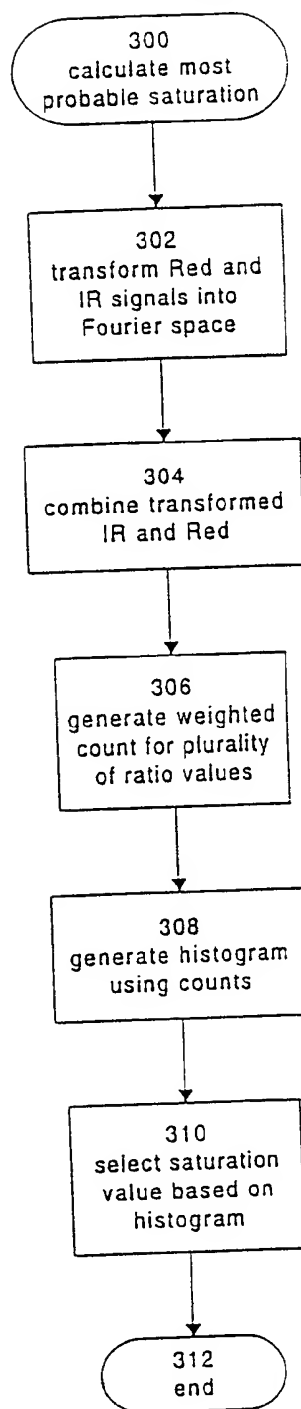 300
calculate most
probable saturation
302
transform Red and
IR signals into
Fourier space
304
combine transformed
IR and Red
306
generate weighted
count for plurality
of ratio values
308
generate histogram
using counts
310
select saturation
value based on
histogram
312
end